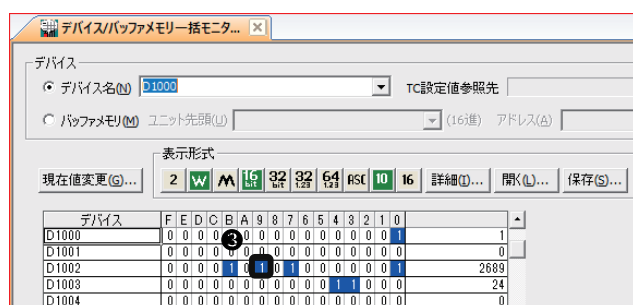 デバイス/バッファメモリ一括モニタ...
デバイス
デバイス名(N) D1000 TC設定値参照先
バッファメモリ(M) ユニット先頭(U) (16進) アドレス(A)
表示形式
現在値変更(G)... 2 W M 16bit 32bit 32 1.23 64 1.23 ASC 10 16 詳細(I)... 開く(L)... 保存(S)...
デバイス F E D C B A 9 8 7 6 5 4 3 2 1 0
D1000 0 0 0 0 0 0 0 0 0 0 0 0 0 0 1 1
❸
D1001 0 0 0 0 0 0 0 0 0 0 0 0 0 0 0 0 0
D1002 0 0 0 0 1 0 1 0 1 0 0 0 0 0 0 1 2689
D1003 0 0 0 0 0 0 0 0 0 0 0 1 1 0 0 0 24
D1004 0 0 0 0 0 0 0 0 0 0 0 0 0 0 0 0 0